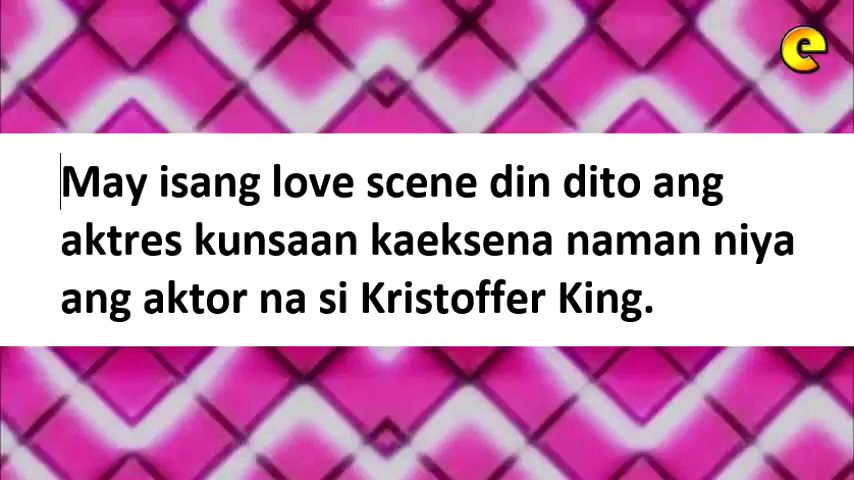 e
May isang love scene din dito ang
aktres kunsaan kaeksena naman niya
ang aktor na si Kristoffer King.